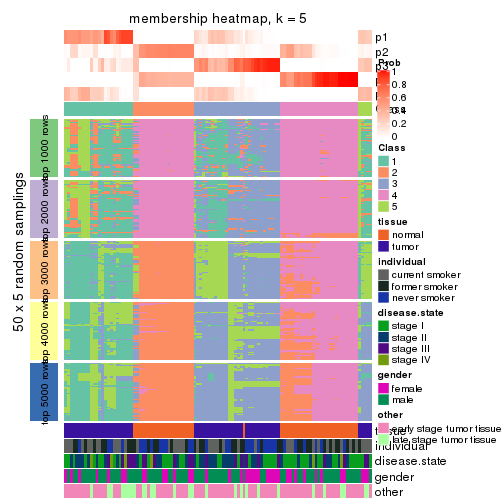 membership heatmap, k = 5
p1
p2
p3
Prob
1
0.8
0.6
0.4
0.2
0
Class
1
2
3
4
5
tissue
normal
tumor
individual
current smoker
former smoker
never smoker
disease.state
stage I
stage II
stage III
stage IV
gender
female
male
other
early stage tumor tissue
late stage tumor tissue
50 x 5 random samplings
top 1000 rows
top 2000 rows
top 3000 rows
top 4000 rows
top 5000 rows
tissue
individual
disease.state
gender
other